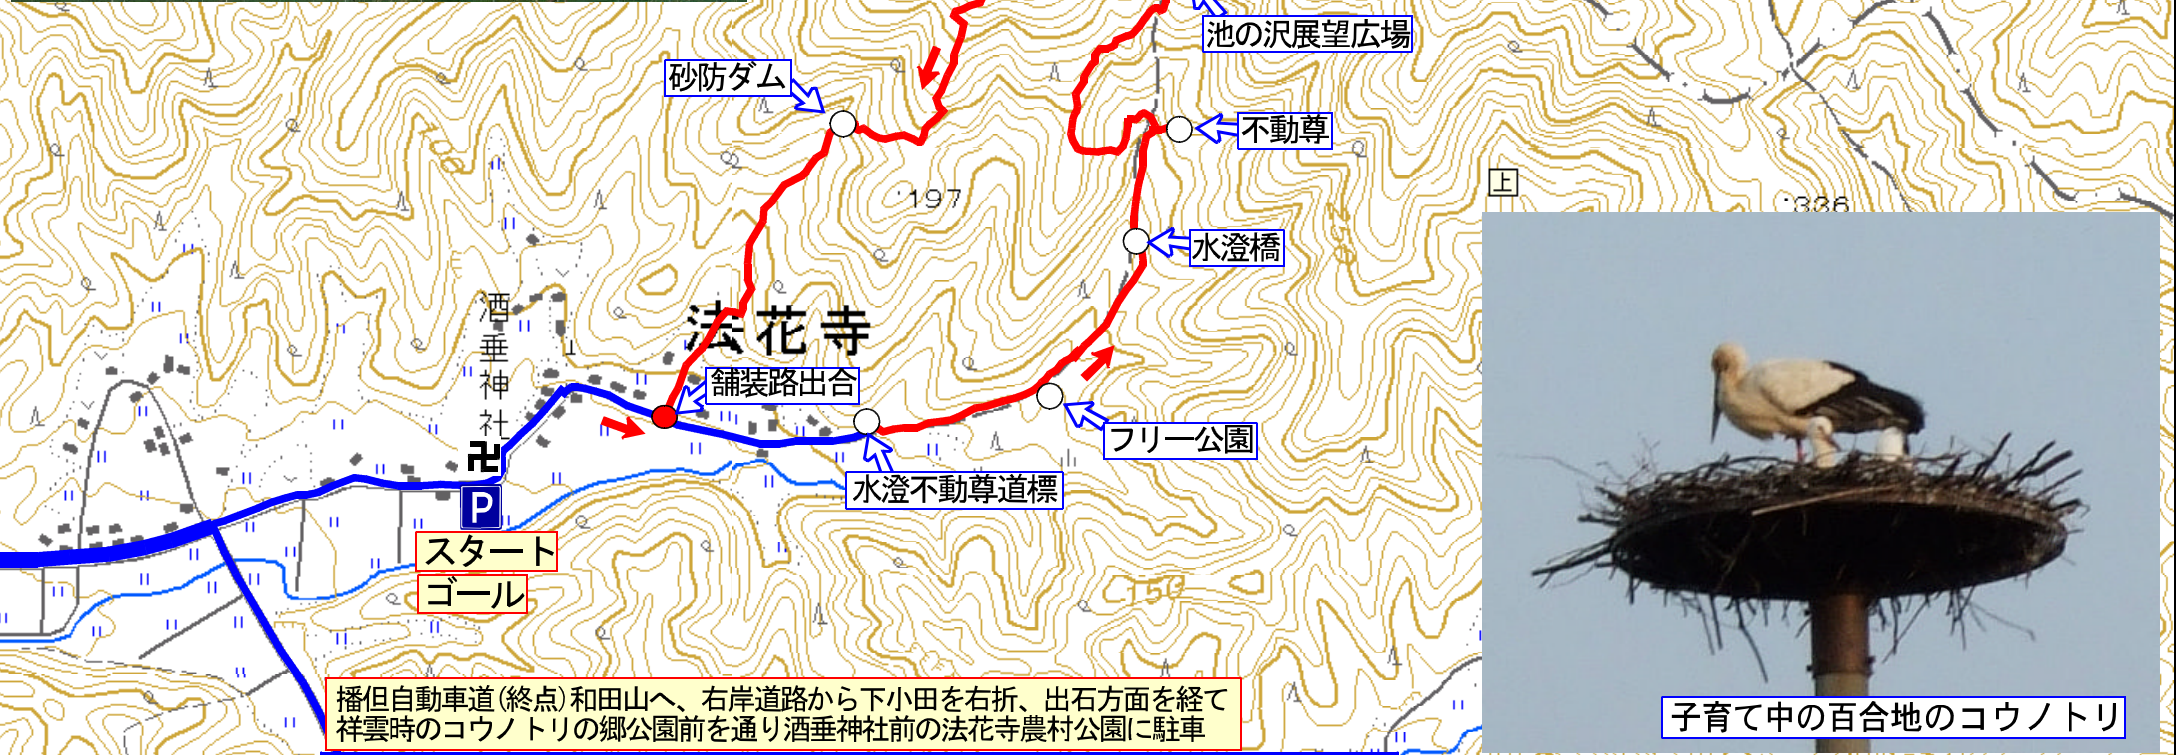 池の沢展望広場
砂防ダム
不動尊
100
上
197
336
250
水澄橋
酒垂神社
法花寺
舗装路出合
フリー公園
水澄不動尊道標
卍
P
スタート
ゴール
150
播但自動車道(終点)和田山へ、右岸道路から下小田を右折、出石方面を経て
祥雲時のコウノトリの郷公園前を通り酒垂神社前の法花寺農村公園に駐車
子育て中の百合地のコウノトリ